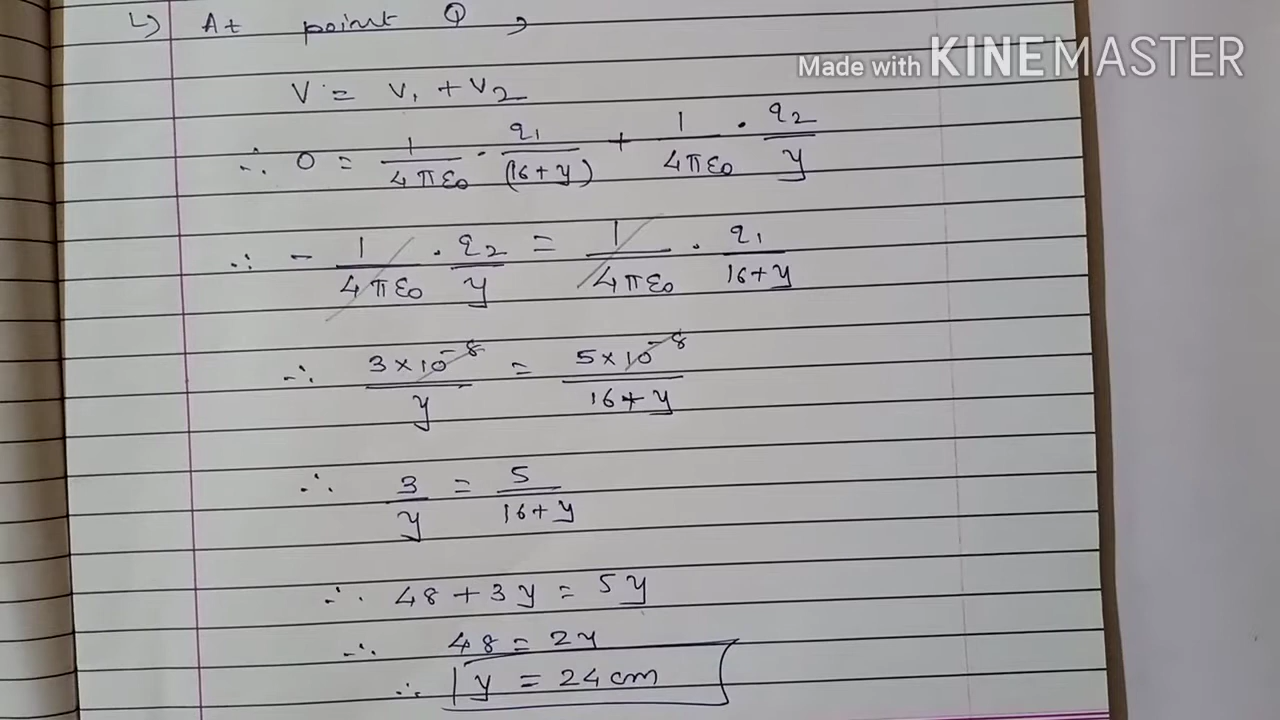 ↳ At point Q,
Made with KINEMASTER
V = V₁ + V₂
∴ 0 = 1/4πε₀ · q₁/(16+y) + 1/4πε₀ · q₂/y
∴ - 1/4πε₀ · q₂/y = 1/4πε₀ · q₁/16+y
∴ 3×10⁻⁸/y = 5×10⁻⁸/16+y
∴ 3/y = 5/16+y
∴ 48 + 3y = 5y
∴ 48 = 2y
∴ y = 24 cm